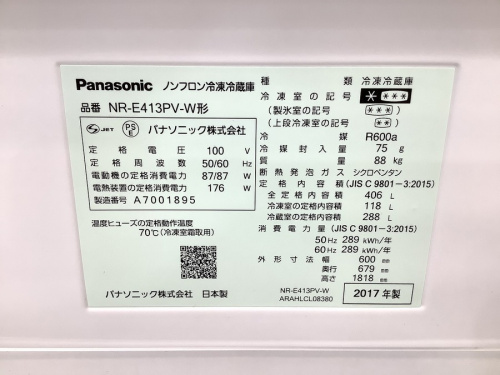 Panasonic ノンフロン冷凍冷蔵庫
品番 NR-E413PV-W形
JET PSE パナソニック株式会社
定格電圧 100 V
定格周波数 50/60 Hz
電動機の定格消費電力 87/87 W
電熱装置の定格消費電力 176 W
製造番号 A7001895
温度ヒューズの定格動作温度
70℃(冷凍室霜取用)
パナソニック株式会社 日本製
種類 冷凍冷蔵庫
冷凍室の記号 ****
(製氷室の記号) ***
(上段冷凍室の記号) **
冷媒 R600a
冷媒封入量 75 g
質量 88 kg
断熱発泡ガス シクロペンタン
定格内容積 (JIS C 9801−3:2015)
全定格内容積 406 L
冷凍室の定格内容積 118 L
冷蔵室の定格内容積 288 L
消費電力量 (JIS C 9801−3:2015)
50Hz 289 kWh/年
60Hz 289 kWh/年
外形寸法 幅 600 mm
奥行 679 mm
高さ 1818 mm
NR-E413PV-W
ARAHLCL08380
2017年製